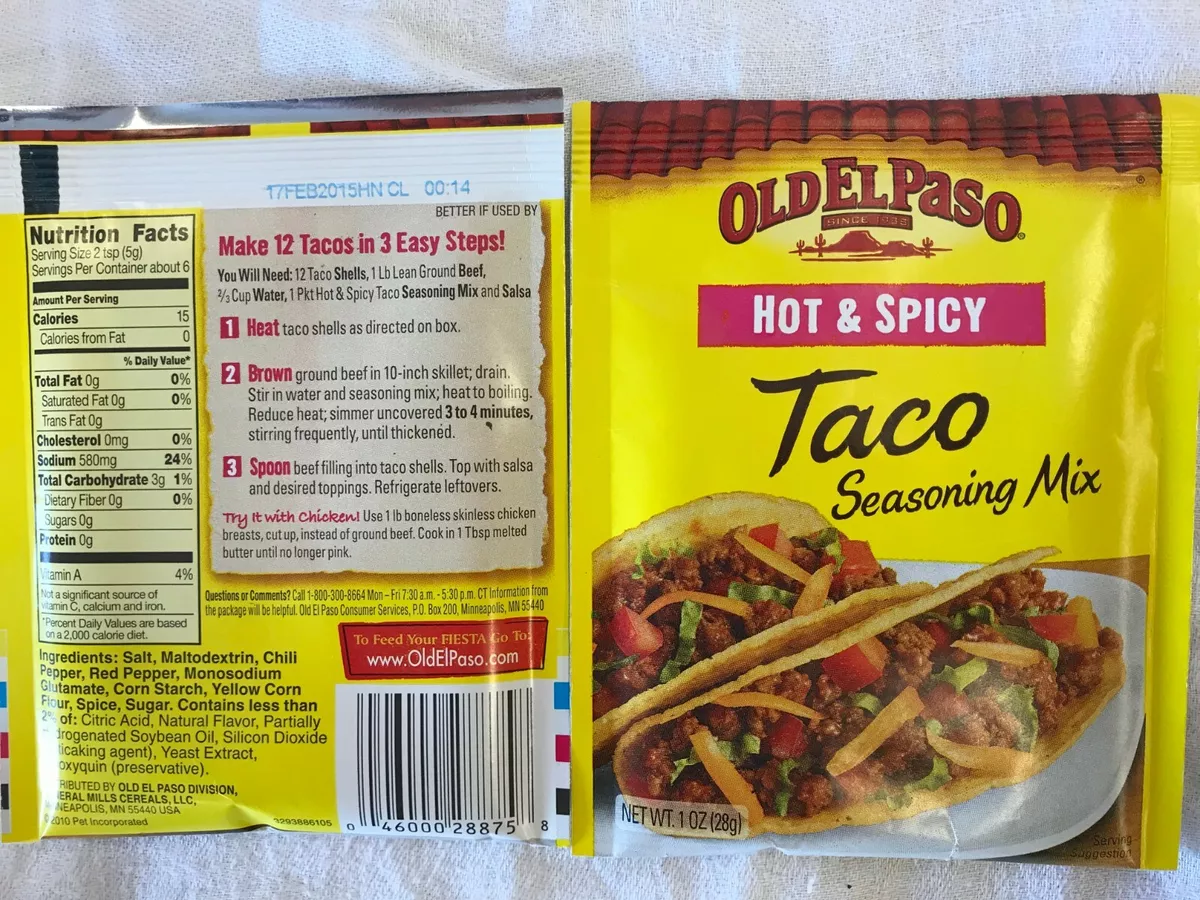 17FEB2015HN CL 00:14
BETTER IF USED BY
Nutrition Facts
Serving Size 2 tsp (5g)
Servings Per Container about 6
Amount Per Serving
Calories 15
Calories from Fat 0
% Daily Value*
Total Fat 0g 0%
Saturated Fat 0g 0%
Trans Fat 0g
Cholesterol 0mg 0%
Sodium 580mg 24%
Total Carbohydrate 3g 1%
Dietary Fiber 0g 0%
Sugars 0g
Protein 0g
Vitamin A 4%
Not a significant source of
vitamin C, calcium and iron.
*Percent Daily Values are based
on a 2,000 calorie diet.
Ingredients: Salt, Maltodextrin, Chili
Pepper, Red Pepper, Monosodium
Glutamate, Corn Starch, Yellow Corn
Flour, Spice, Sugar. Contains less than
2% of: Citric Acid, Natural Flavor, Partially
drogenated Soybean Oil, Silicon Dioxide
ticaking agent), Yeast Extract,
oxyquin (preservative).
RIBUTED BY OLD EL PASO DIVISION,
ERAL MILLS CEREALS, LLC,
NEAPOLIS, MN 55440 USA
©2010 Pet Incorporated
3293886105
Make 12 Tacos in 3 Easy Steps!
You Will Need: 12 Taco Shells, 1 Lb Lean Ground Beef,
2/3 Cup Water, 1 Pkt Hot & Spicy Taco Seasoning Mix and Salsa
1 Heat taco shells as directed on box.
2 Brown ground beef in 10-inch skillet; drain.
Stir in water and seasoning mix; heat to boiling.
Reduce heat; simmer uncovered 3 to 4 minutes,
stirring frequently, until thickened.
3 Spoon beef filling into taco shells. Top with salsa
and desired toppings. Refrigerate leftovers.
Try It with Chicken! Use 1 lb boneless skinless chicken
breasts, cut up, instead of ground beef. Cook in 1 Tbsp melted
butter until no longer pink.
Questions or Comments? Call 1-800-300-8664 Mon – Fri 7:30 a.m. - 5:30 p.m. CT Information from
the package will be helpful. Old El Paso Consumer Services, P.O. Box 200, Minneapolis, MN 55440
To Feed Your FIESTA Go To:
www.OldElPaso.com
0 46000 28875 8
OLD EL PASO®
SINCE 1938
HOT & SPICY
Taco
Seasoning Mix
NET WT. 1 OZ (28g)
Serving
Suggestion